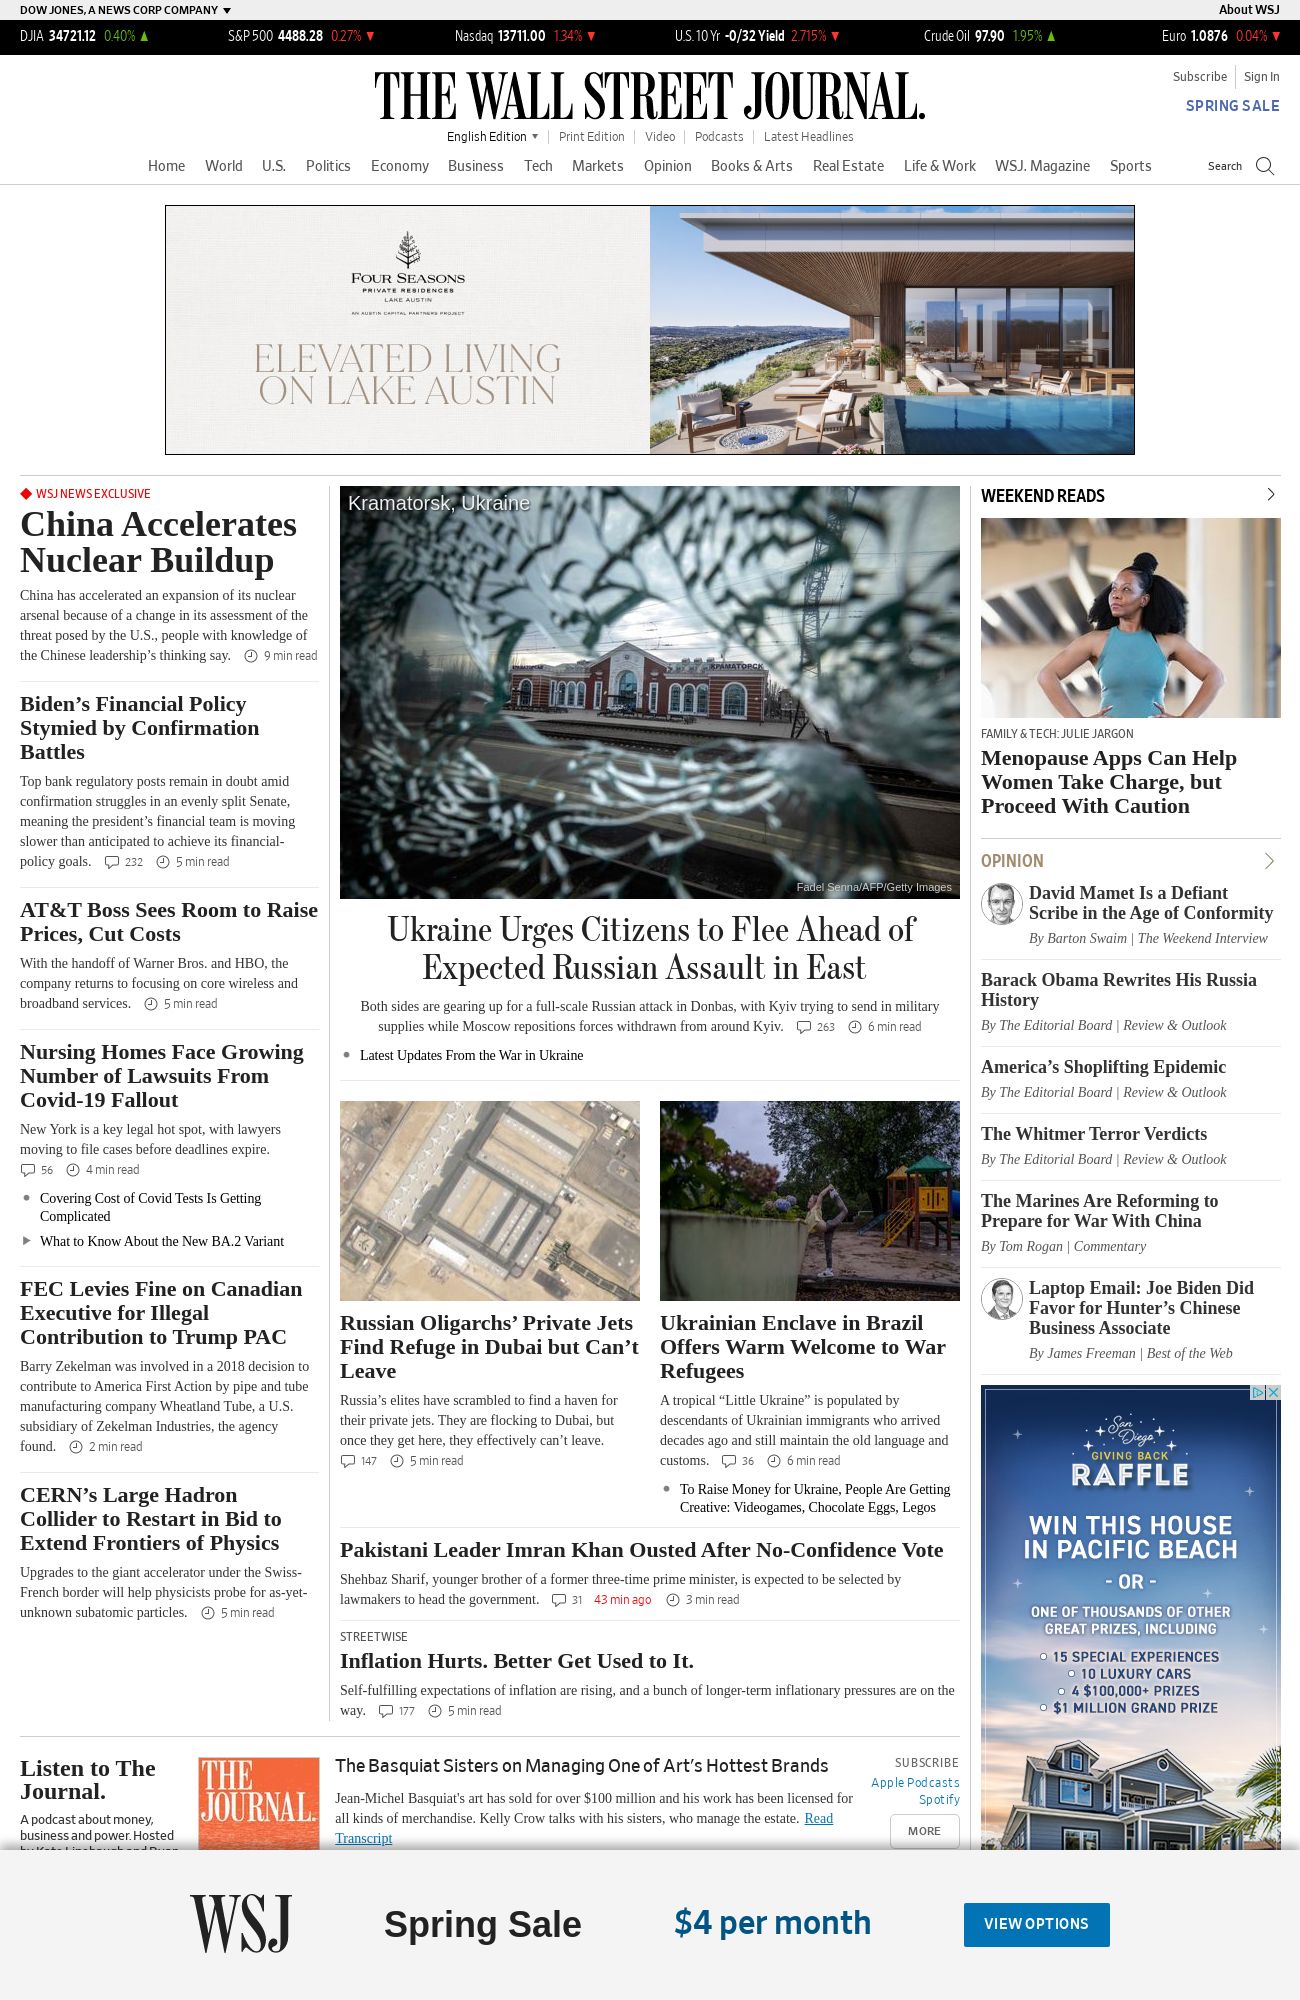 DOW JONES, A NEWS CORP COMPANY
About WSJ
DJIA 34721.12 0.40%
S&P 500 4488.28 0.27%
Nasdaq 13711.00 1.34%
U.S. 10 Yr -0/32 Yield 2.715%
Crude Oil 97.90 1.95%
Euro 1.0876 0.04%
THE WALL STREET JOURNAL.
Subscribe
Sign In
SPRING SALE
English Edition
Print Edition
Video
Podcasts
Latest Headlines
Home World U.S. Politics Economy Business Tech Markets Opinion Books & Arts Real Estate Life & Work WSJ. Magazine Sports
Search
FOUR SEASONS
PRIVATE RESIDENCES
LAKE AUSTIN
AN AUSTIN CAPITAL PARTNERS PROJECT
ELEVATED LIVING
ON LAKE AUSTIN
WSJ NEWS EXCLUSIVE
China Accelerates
Nuclear Buildup
China has accelerated an expansion of its nuclear
arsenal because of a change in its assessment of the
threat posed by the U.S., people with knowledge of
the Chinese leadership’s thinking say. 9 min read
Biden’s Financial Policy
Stymied by Confirmation
Battles
Top bank regulatory posts remain in doubt amid
confirmation struggles in an evenly split Senate,
meaning the president’s financial team is moving
slower than anticipated to achieve its financial-
policy goals. 232 5 min read
AT&T Boss Sees Room to Raise
Prices, Cut Costs
With the handoff of Warner Bros. and HBO, the
company returns to focusing on core wireless and
broadband services. 5 min read
Nursing Homes Face Growing
Number of Lawsuits From
Covid-19 Fallout
New York is a key legal hot spot, with lawyers
moving to file cases before deadlines expire.
56 4 min read
Covering Cost of Covid Tests Is Getting
Complicated
What to Know About the New BA.2 Variant
FEC Levies Fine on Canadian
Executive for Illegal
Contribution to Trump PAC
Barry Zekelman was involved in a 2018 decision to
contribute to America First Action by pipe and tube
manufacturing company Wheatland Tube, a U.S.
subsidiary of Zekelman Industries, the agency
found. 2 min read
CERN’s Large Hadron
Collider to Restart in Bid to
Extend Frontiers of Physics
Upgrades to the giant accelerator under the Swiss-
French border will help physicists probe for as-yet-
unknown subatomic particles. 5 min read
Kramatorsk, Ukraine
КРАМАТОРСК
Fadel Senna/AFP/Getty Images
Ukraine Urges Citizens to Flee Ahead of
Expected Russian Assault in East
Both sides are gearing up for a full-scale Russian attack in Donbas, with Kyiv trying to send in military
supplies while Moscow repositions forces withdrawn from around Kyiv. 263 6 min read
Latest Updates From the War in Ukraine
Russian Oligarchs’ Private Jets
Find Refuge in Dubai but Can’t
Leave
Russia’s elites have scrambled to find a haven for
their private jets. They are flocking to Dubai, but
once they get here, they effectively can’t leave.
147 5 min read
Ukrainian Enclave in Brazil
Offers Warm Welcome to War
Refugees
A tropical “Little Ukraine” is populated by
descendants of Ukrainian immigrants who arrived
decades ago and still maintain the old language and
customs. 36 6 min read
To Raise Money for Ukraine, People Are Getting
Creative: Videogames, Chocolate Eggs, Legos
Pakistani Leader Imran Khan Ousted After No-Confidence Vote
Shehbaz Sharif, younger brother of a former three-time prime minister, is expected to be selected by
lawmakers to head the government. 31 43 min ago 3 min read
STREETWISE
Inflation Hurts. Better Get Used to It.
Self-fulfilling expectations of inflation are rising, and a bunch of longer-term inflationary pressures are on the
way. 177 5 min read
WEEKEND READS
FAMILY & TECH: JULIE JARGON
Menopause Apps Can Help
Women Take Charge, but
Proceed With Caution
OPINION
David Mamet Is a Defiant
Scribe in the Age of Conformity
By Barton Swaim | The Weekend Interview
Barack Obama Rewrites His Russia
History
By The Editorial Board | Review & Outlook
America’s Shoplifting Epidemic
By The Editorial Board | Review & Outlook
The Whitmer Terror Verdicts
By The Editorial Board | Review & Outlook
The Marines Are Reforming to
Prepare for War With China
By Tom Rogan | Commentary
Laptop Email: Joe Biden Did
Favor for Hunter’s Chinese
Business Associate
By James Freeman | Best of the Web
San Diego
GIVING BACK
RAFFLE
WIN THIS HOUSE
IN PACIFIC BEACH
- OR -
ONE OF THOUSANDS OF OTHER
GREAT PRIZES, INCLUDING
15 SPECIAL EXPERIENCES
10 LUXURY CARS
4 $100,000+ PRIZES
$1 MILLION GRAND PRIZE
Listen to The
Journal.
A podcast about money,
business and power. Hosted
THE
JOURNAL.
The Basquiat Sisters on Managing One of Art’s Hottest Brands
Jean-Michel Basquiat's art has sold for over $100 million and his work has been licensed for
all kinds of merchandise. Kelly Crow talks with his sisters, who manage the estate. Read
Transcript
SUBSCRIBE
Apple Podcasts
Spotify
MORE
WSJ
Spring Sale
$4 per month
VIEW OPTIONS